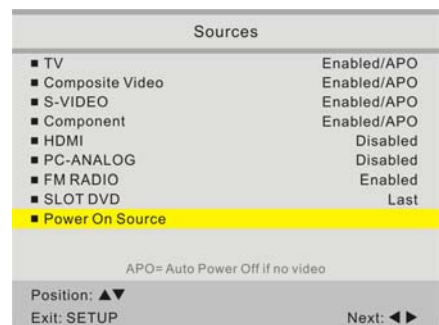 Sources
■ TV Enabled/APO
■ Composite Video Enabled/APO
■ S-VIDEO Enabled/APO
■ Component Enabled/APO
■ HDMI Disabled
■ PC-ANALOG Disabled
■ FM RADIO Enabled
■ SLOT DVD Last
■ Power On Source
APO= Auto Power Off if no video
Position: ▲▼
Exit: SETUP Next: ◀ ▶